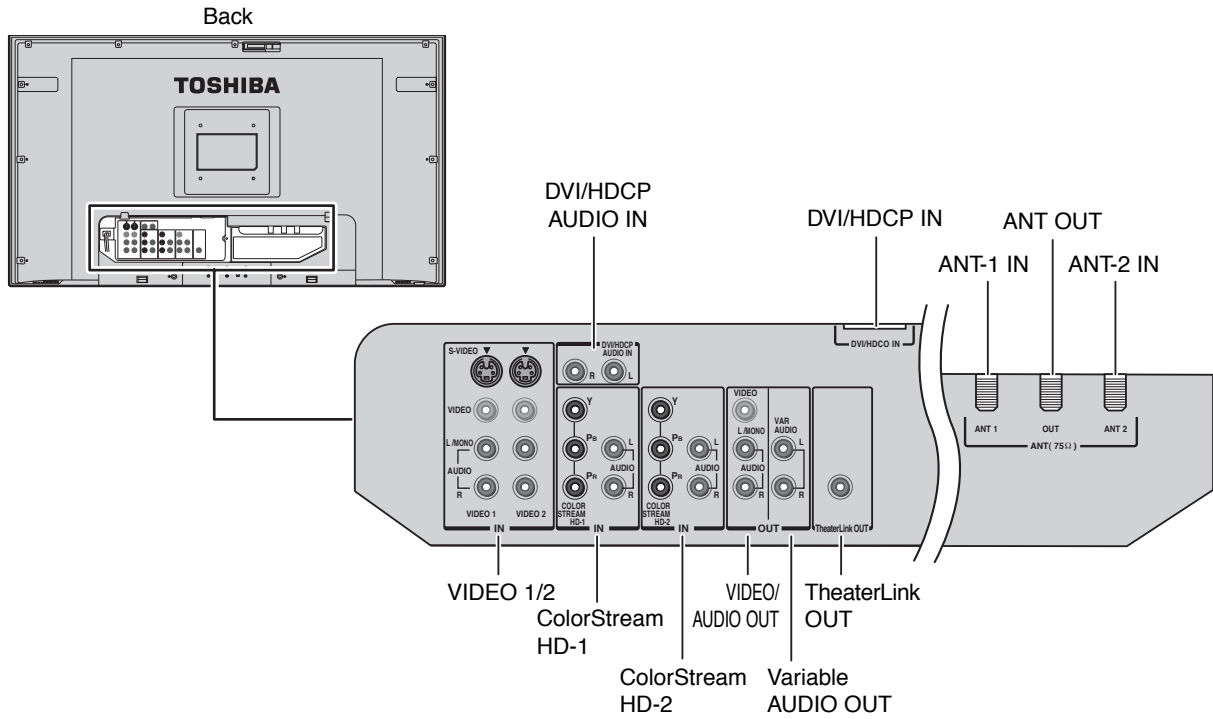 Back
TOSHIBA
DVI/HDCP
AUDIO IN
DVI/HDCP IN
ANT OUT
ANT-1 IN
ANT-2 IN
S-VIDEO
DVI/HDCP
AUDIO IN
R
L
DVI/HDCO IN
VIDEO
Y
Y
VIDEO
L /MONO
PB
L
PB
L
L /MONO
VAR
AUDIO
L
AUDIO
AUDIO
AUDIO
AUDIO
R
PR
R
PR
R
R
R
VIDEO 1
VIDEO 2
COLOR
STREAM
HD-1
COLOR
STREAM
HD-2
IN
IN
IN
OUT
TheaterLink OUT
ANT 1
OUT
ANT 2
ANT( 75Ω )
VIDEO 1/2
ColorStream
HD-1
ColorStream
HD-2
VIDEO/
AUDIO OUT
Variable
AUDIO OUT
TheaterLink
OUT